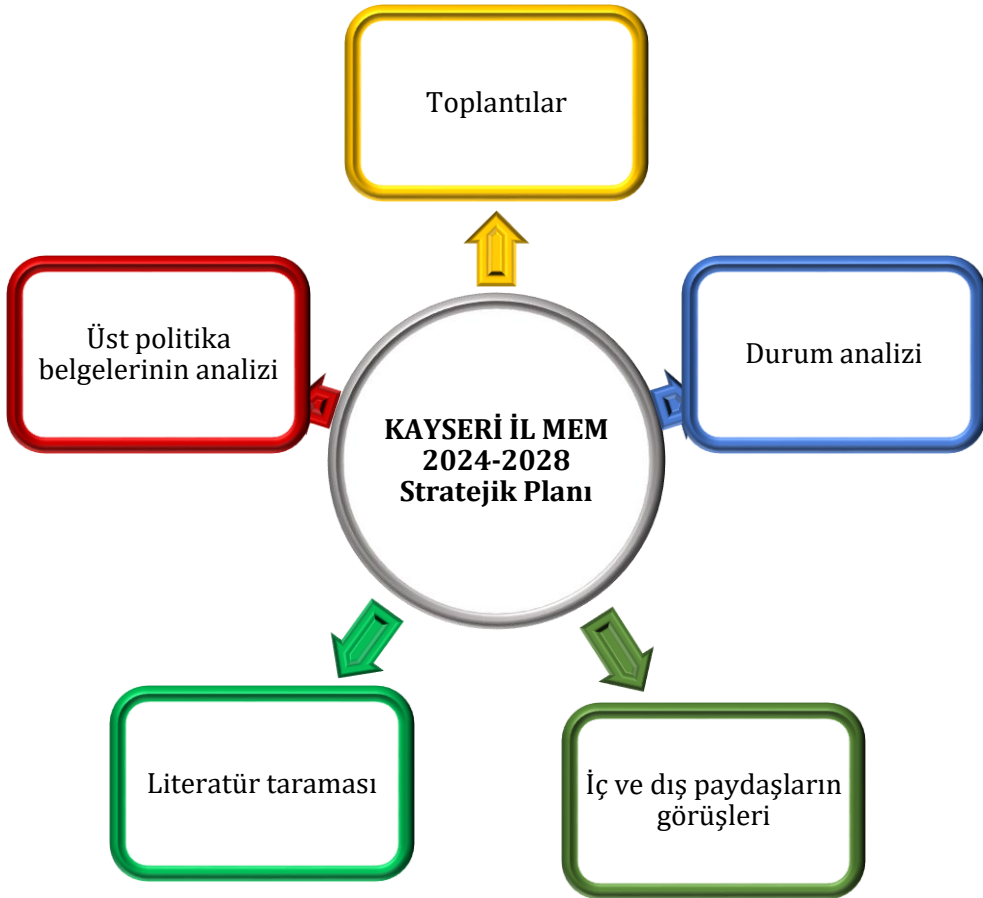 Toplantılar
Üst politika
belgelerinin analizi
Durum analizi
KAYSERİ İL MEM
2024-2028
Stratejik Planı
Literatür taraması
İç ve dış paydaşların
görüşleri